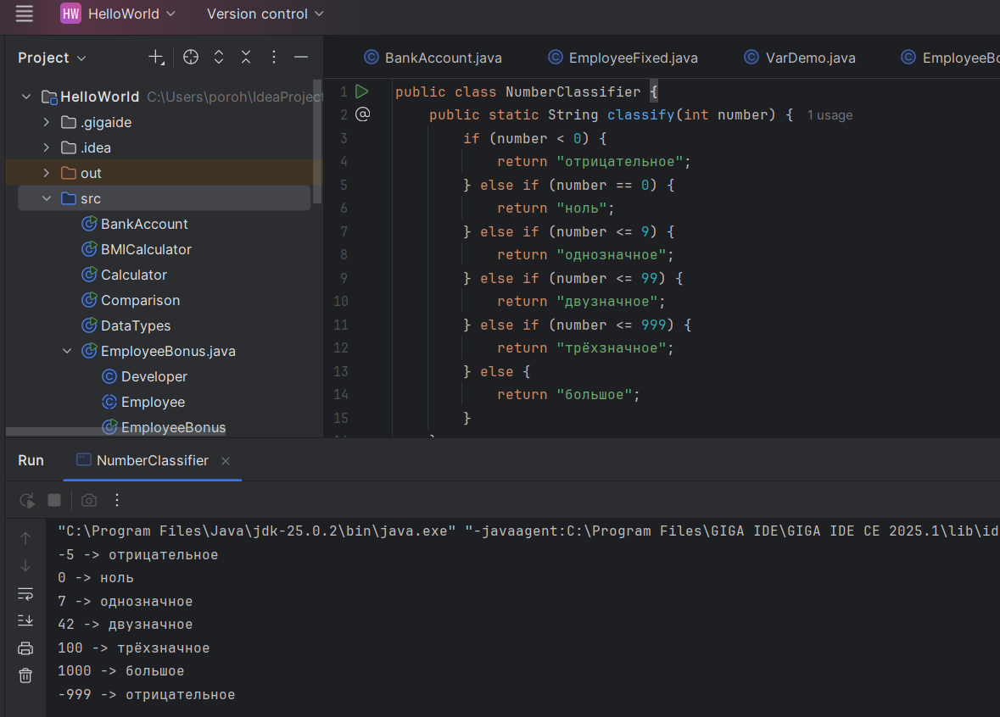 HW HelloWorld Version control
Project
BankAccount.java EmployeeFixed.java VarDemo.java EmployeeBo
HelloWorld C:\Users\poroh\IdeaProject
.gigaide
.idea
out
src
BankAccount
BMICalculator
Calculator
Comparison
DataTypes
EmployeeBonus.java
Developer
Employee
EmployeeBonus
1 public class NumberClassifier {
2 @ public static String classify(int number) { 1 usage
3 if (number < 0) {
4 return "отрицательное";
5 } else if (number == 0) {
6 return "ноль";
7 } else if (number <= 9) {
8 return "однозначное";
9 } else if (number <= 99) {
10 return "двузначное";
11 } else if (number <= 999) {
12 return "трёхзначное";
13 } else {
14 return "большое";
15 }
Run NumberClassifier
"C:\Program Files\Java\jdk-25.0.2\bin\java.exe" "-javaagent:C:\Program Files\GIGA IDE\GIGA IDE CE 2025.1\lib\id
-5 -> отрицательное
0 -> ноль
7 -> однозначное
42 -> двузначное
100 -> трёхзначное
1000 -> большое
-999 -> отрицательное